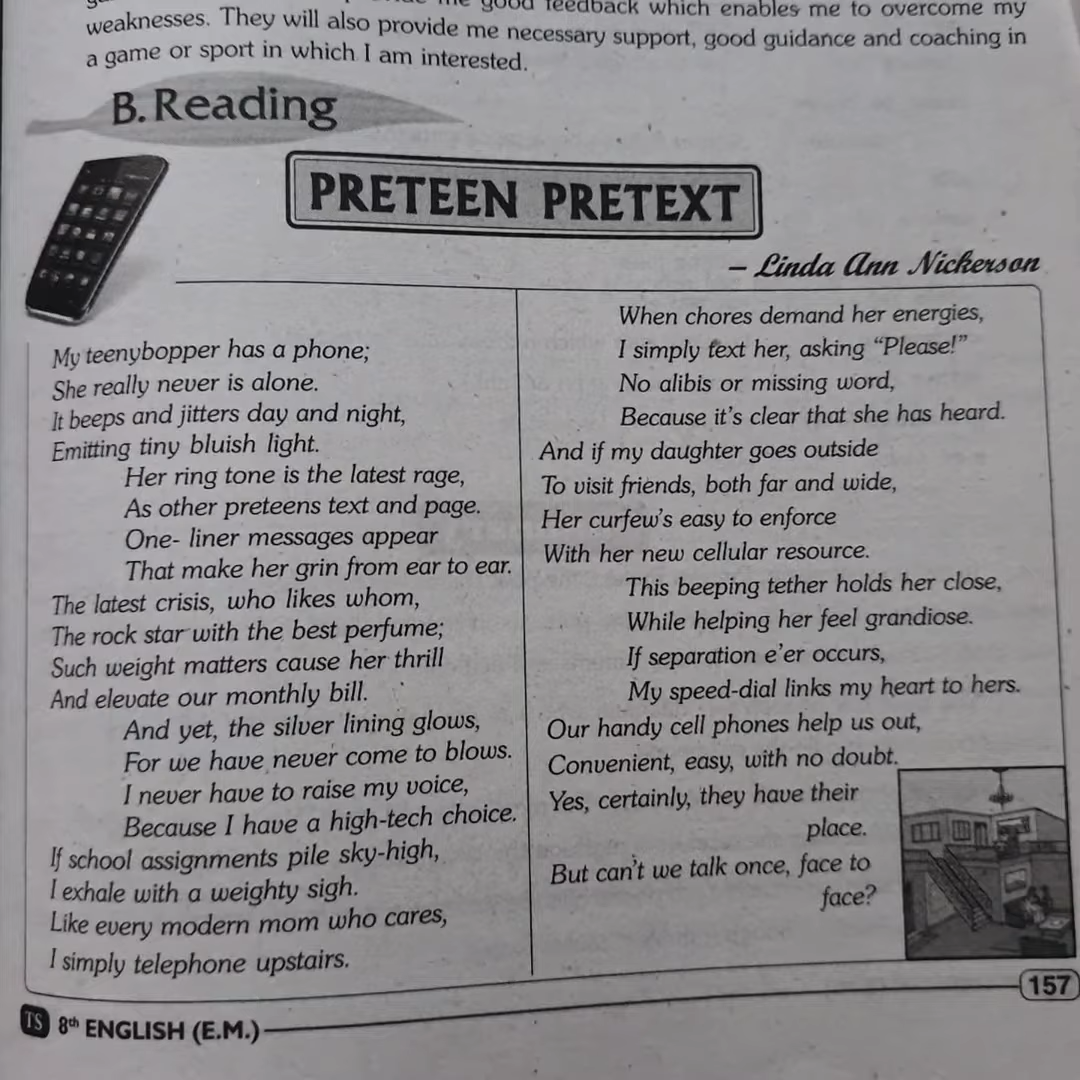 good feedback which enables me to overcome my
weaknesses. They will also provide me necessary support, good guidance and coaching in
a game or sport in which I am interested.
B. Reading
PRETEEN PRETEXT
– Linda Ann Nickerson
My teenybopper has a phone;
She really never is alone.
It beeps and jitters day and night,
Emitting tiny bluish light.
Her ring tone is the latest rage,
As other preteens text and page.
One- liner messages appear
That make her grin from ear to ear.
The latest crisis, who likes whom,
The rock star with the best perfume;
Such weight matters cause her thrill
And elevate our monthly bill.
And yet, the silver lining glows,
For we have never come to blows.
I never have to raise my voice,
Because I have a high-tech choice.
If school assignments pile sky-high,
I exhale with a weighty sigh.
Like every modern mom who cares,
I simply telephone upstairs.
When chores demand her energies,
I simply text her, asking “Please!”
No alibis or missing word,
Because it’s clear that she has heard.
And if my daughter goes outside
To visit friends, both far and wide,
Her curfew’s easy to enforce
With her new cellular resource.
This beeping tether holds her close,
While helping her feel grandiose.
If separation e’er occurs,
My speed-dial links my heart to hers.
Our handy cell phones help us out,
Convenient, easy, with no doubt.
Yes, certainly, they have their
place.
But can’t we talk once, face to
face?
157
TS 8th ENGLISH (E.M.)